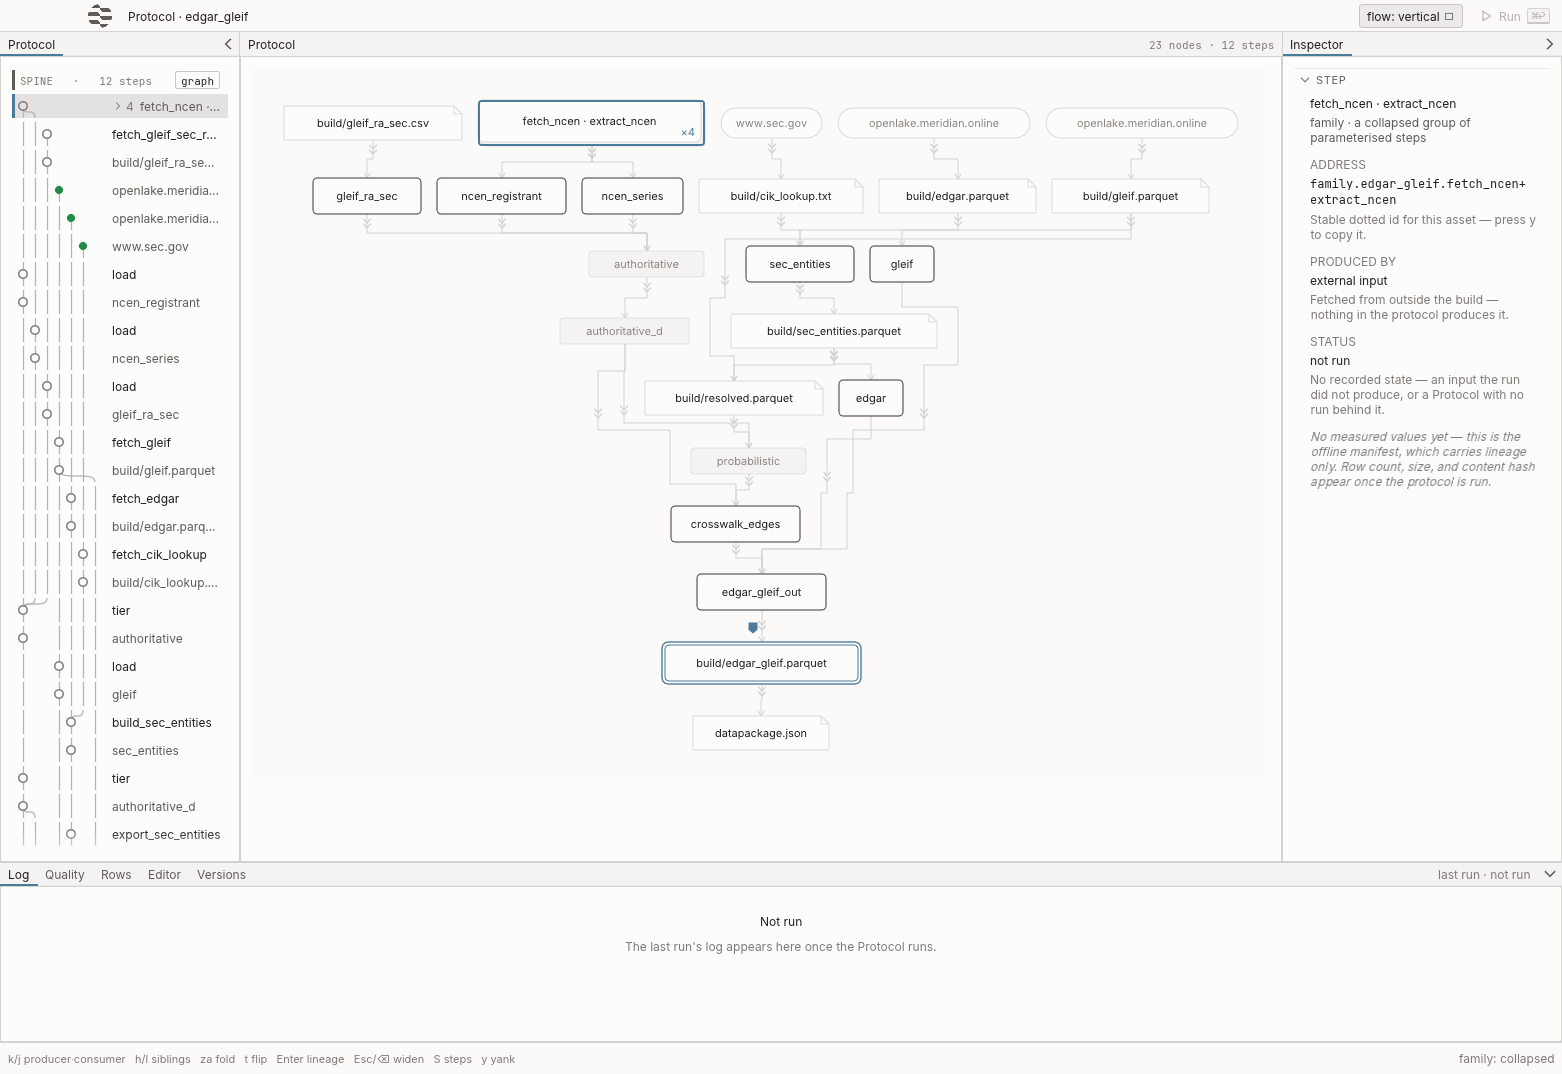 Protocol · edgar_gleif
flow: vertical
Run
Protocol
Protocol
23 nodes · 12 steps
Inspector
SPINE · 12 steps
graph
4 fetch_ncen ·...
fetch_gleif_sec_r...
build/gleif_ra_se...
openlake.meridia...
openlake.meridia...
www.sec.gov
load
ncen_registrant
load
ncen_series
load
gleif_ra_sec
fetch_gleif
build/gleif.parquet
fetch_edgar
build/edgar.parq...
fetch_cik_lookup
build/cik_lookup....
tier
authoritative
load
gleif
build_sec_entities
sec_entities
tier
authoritative_d
export_sec_entities
build/gleif_ra_sec.csv
fetch_ncen · extract_ncen
×4
www.sec.gov
openlake.meridian.online
openlake.meridian.online
gleif_ra_sec
ncen_registrant
ncen_series
build/cik_lookup.txt
build/edgar.parquet
build/gleif.parquet
authoritative
sec_entities
gleif
authoritative_d
build/sec_entities.parquet
build/resolved.parquet
edgar
probabilistic
crosswalk_edges
edgar_gleif_out
build/edgar_gleif.parquet
datapackage.json
STEP
fetch_ncen · extract_ncen
family · a collapsed group of
parameterised steps
ADDRESS
family.edgar_gleif.fetch_ncen+
extract_ncen
Stable dotted id for this asset — press y
to copy it.
PRODUCED BY
external input
Fetched from outside the build —
nothing in the protocol produces it.
STATUS
not run
No recorded state — an input the run
did not produce, or a Protocol with no
run behind it.
No measured values yet — this is the
offline manifest, which carries lineage
only. Row count, size, and content hash
appear once the protocol is run.
Log
Quality
Rows
Editor
Versions
last run · not run
Not run
The last run's log appears here once the Protocol runs.
k/j producer·consumer h/l siblings za fold t flip Enter lineage Esc/⌫ widen S steps y yank
family: collapsed